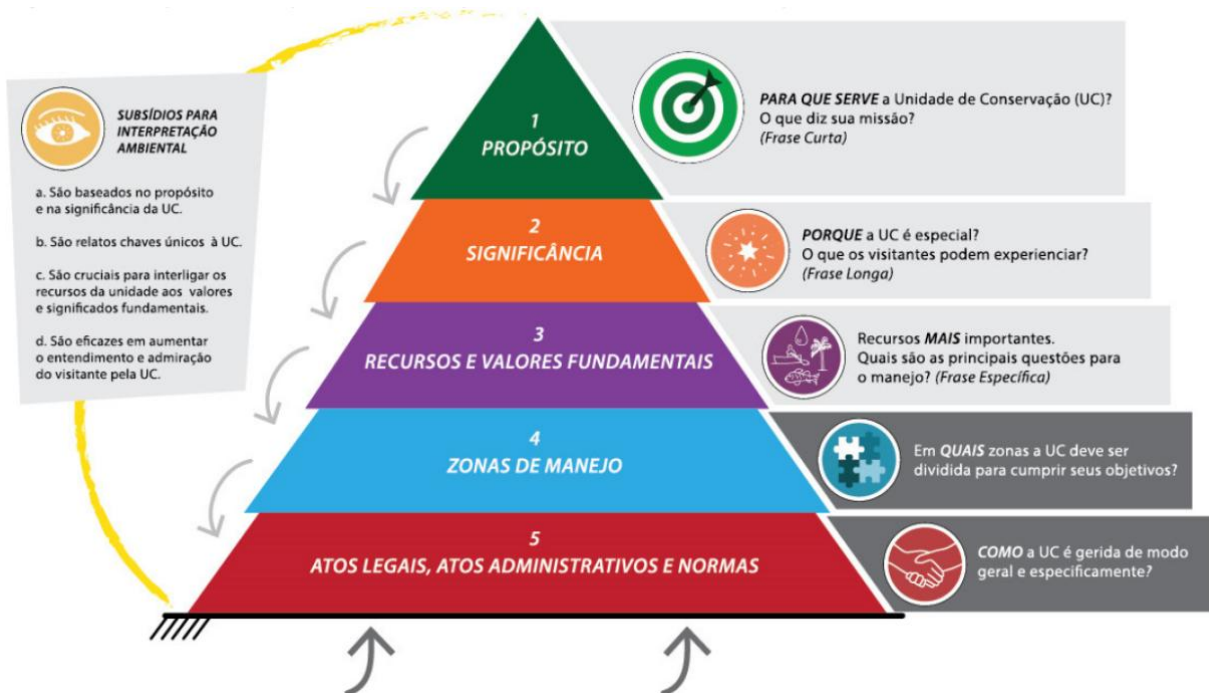 SUBSÍDIOS PARA
INTERPRETAÇÃO
AMBIENTAL
a. São baseados no propósito
e na significância da UC.
b. São relatos chaves únicos à UC.
c. São cruciais para interligar os
recursos da unidade aos valores
e significados fundamentais.
d. São eficazes em aumentar
o entendimento e admiração
do visitante pela UC.
1
PROPÓSITO
PARA QUE SERVE a Unidade de Conservação (UC)?
O que diz sua missão?
(Frase Curta)
2
SIGNIFICÂNCIA
PORQUE a UC é especial?
O que os visitantes podem experienciar?
(Frase Longa)
3
RECURSOS E VALORES FUNDAMENTAIS
Recursos MAIS importantes.
Quais são as principais questões para
o manejo? (Frase Específica)
4
ZONAS DE MANEJO
Em QUAIS zonas a UC deve ser
dividida para cumprir seus objetivos?
5
ATOS LEGAIS, ATOS ADMINISTRATIVOS E NORMAS
COMO a UC é gerida de modo
geral e especificamente?